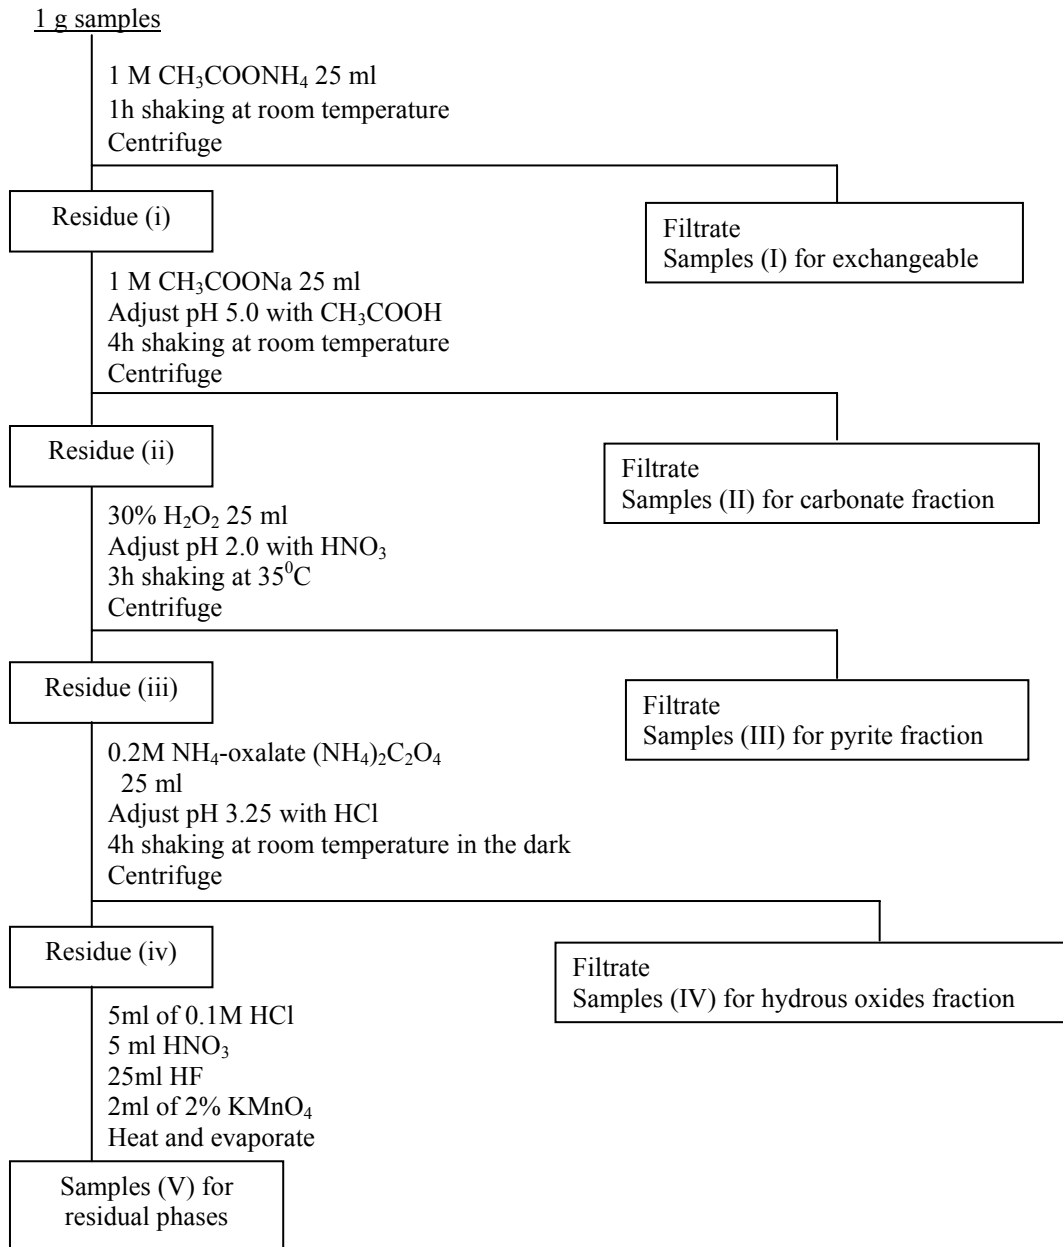 1 g samples
1 M CH₃COONH₄ 25 ml
1h shaking at room temperature
Centrifuge
Residue (i)
Filtrate
Samples (I) for exchangeable
1 M CH₃COONa 25 ml
Adjust pH 5.0 with CH₃COOH
4h shaking at room temperature
Centrifuge
Residue (ii)
Filtrate
Samples (II) for carbonate fraction
30% H₂O₂ 25 ml
Adjust pH 2.0 with HNO₃
3h shaking at 35⁰C
Centrifuge
Residue (iii)
Filtrate
Samples (III) for pyrite fraction
0.2M NH₄-oxalate (NH₄)₂C₂O₄
25 ml
Adjust pH 3.25 with HCl
4h shaking at room temperature in the dark
Centrifuge
Residue (iv)
Filtrate
Samples (IV) for hydrous oxides fraction
5ml of 0.1M HCl
5 ml HNO₃
25ml HF
2ml of 2% KMnO₄
Heat and evaporate
Samples (V) for
residual phases